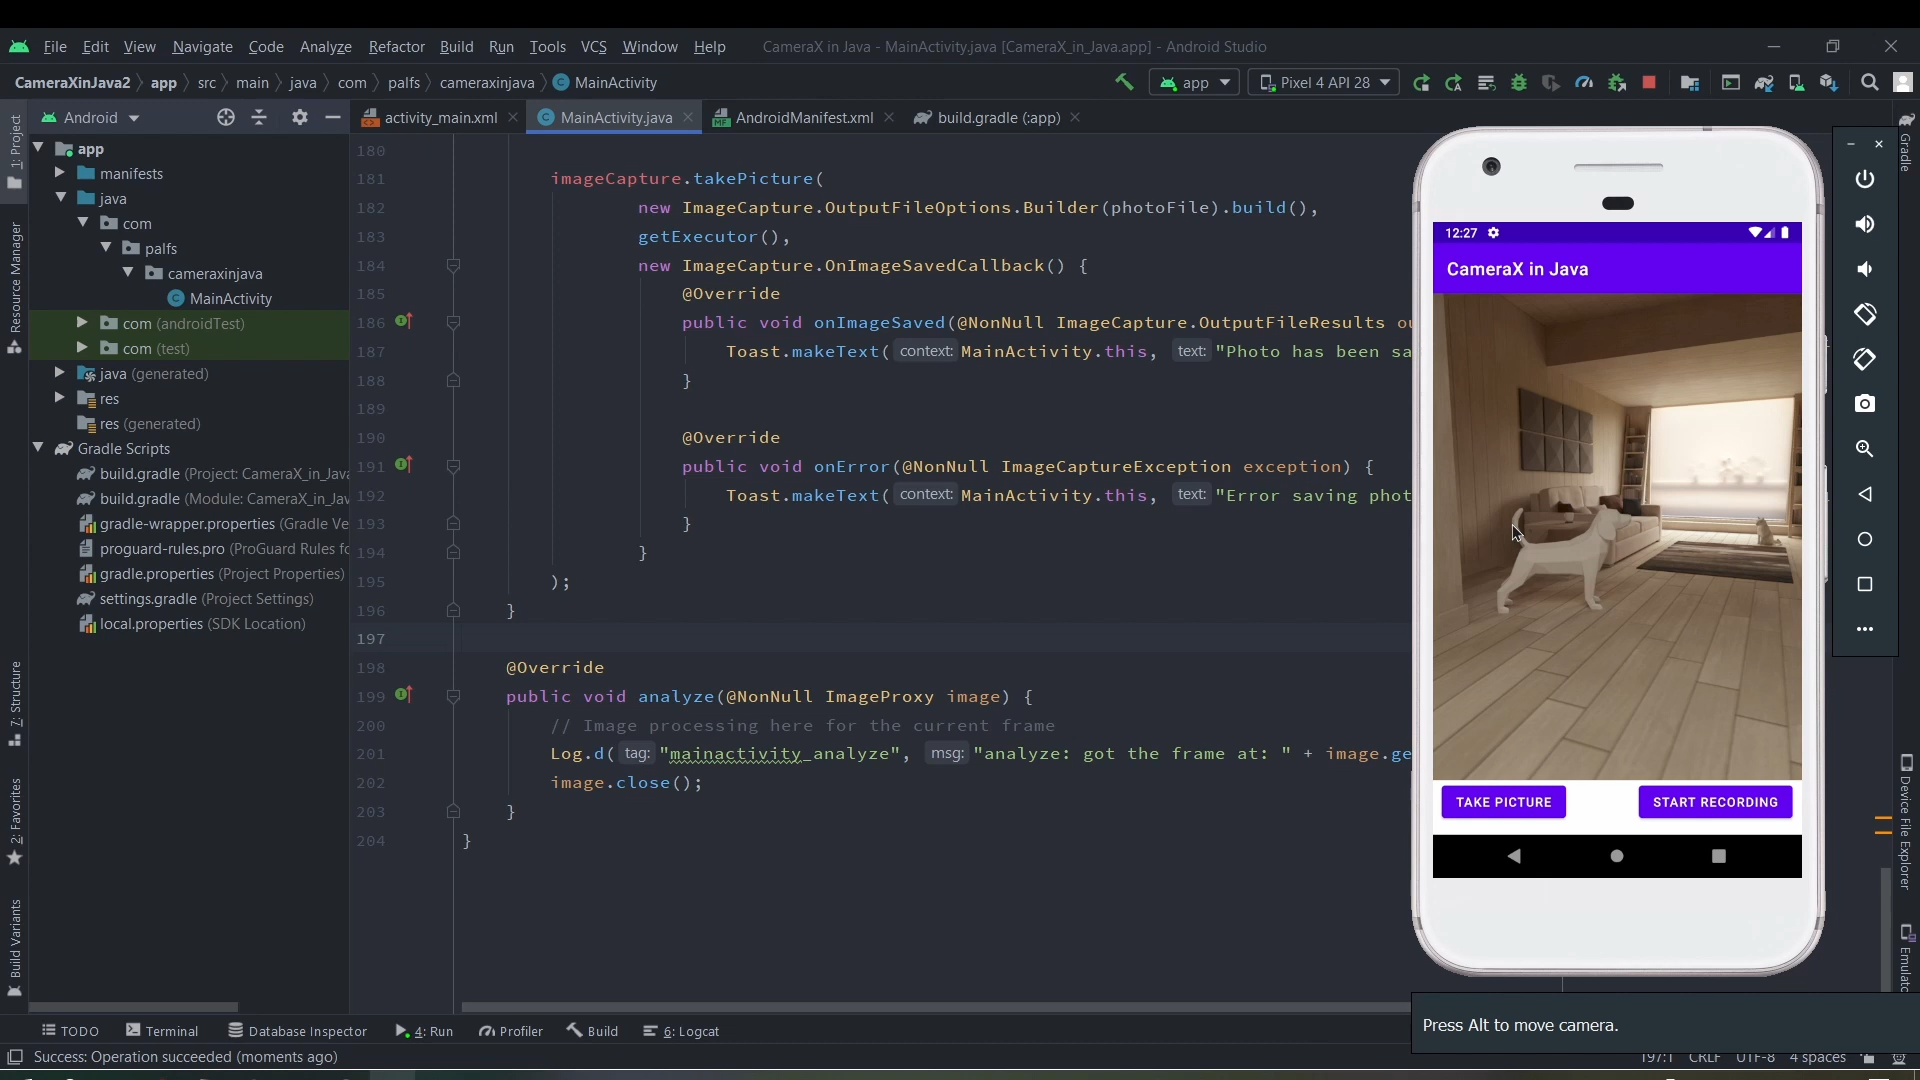 File Edit View Navigate Code Analyze Refactor Build Run Tools VCS Window Help CameraX in Java - MainActivity.java [CameraX_in_Java.app] - Android Studio
CameraXinJava2 app src main java com palfs cameraxinjava MainActivity app Pixel 4 API 28
Android
activity_main.xml MainActivity.java AndroidManifest.xml build.gradle (:app)
1: Project
Resource Manager
7: Structure
2: Favorites
Build Variants
app
manifests
java
com
palfs
cameraxinjava
MainActivity
com (androidTest)
com (test)
java (generated)
res
res (generated)
Gradle Scripts
build.gradle (Project: CameraX_in_Java
build.gradle (Module: CameraX_in_Jav
gradle-wrapper.properties (Gradle Ve
proguard-rules.pro (ProGuard Rules fo
gradle.properties (Project Properties)
settings.gradle (Project Settings)
local.properties (SDK Location)
180
181 imageCapture.takePicture(
182 new ImageCapture.OutputFileOptions.Builder(photoFile).build(),
183 getExecutor(),
184 new ImageCapture.OnImageSavedCallback() {
185 @Override
186 public void onImageSaved(@NonNull ImageCapture.OutputFileResults ou
187 Toast.makeText( context: MainActivity.this, text: "Photo has been sa
188 }
189
190 @Override
191 public void onError(@NonNull ImageCaptureException exception) {
192 Toast.makeText( context: MainActivity.this, text: "Error saving phot
193 }
194 }
195 );
196 }
197
198 @Override
199 public void analyze(@NonNull ImageProxy image) {
200 // Image processing here for the current frame
201 Log.d( tag: "mainactivity_analyze", msg: "analyze: got the frame at: " + image.ge
202 image.close();
203 }
204 }
12:27
CameraX in Java
TAKE PICTURE START RECORDING
Gradle
Device File Explorer
Emulato
Press Alt to move camera.
TODO Terminal Database Inspector 4: Run Profiler Build 6: Logcat
Success: Operation succeeded (moments ago) 197:1 CRLF UTF-8 4 spaces